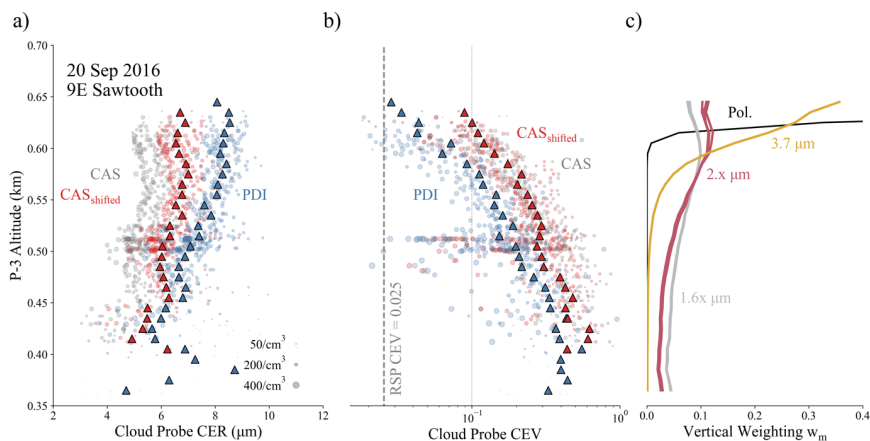 a)
b)
c)
0.70
0.65
0.60
0.55
0.50
0.45
0.40
0.35
P-3 Altitude (km)
20 Sep 2016
9E Sawtooth
CAS
CAS shifted
PDI
50/cm³
200/cm³
400/cm³
2
4
6
8
10
12
Cloud Probe CER (μm)
CAS shifted
CAS
PDI
RSP CEV = 0.025
10⁻¹
10⁰
Cloud Probe CEV
Pol.
3.7 μm
2.x μm
1.6x μm
0.0
0.1
0.2
0.3
0.4
Vertical Weighting wₘ